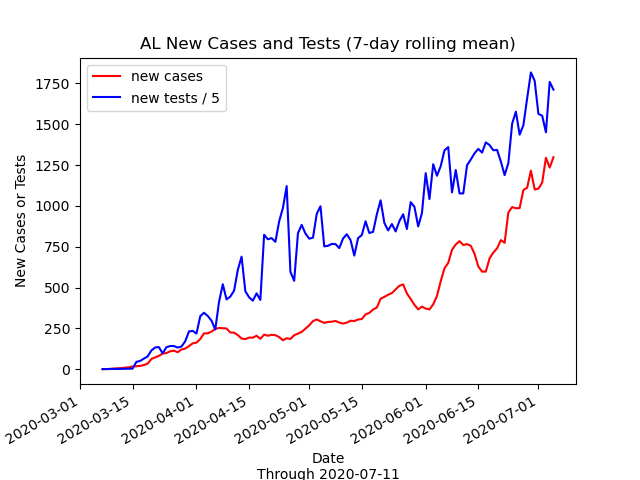 AL New Cases and Tests (7-day rolling mean)
new cases
new tests / 5
New Cases or Tests
1750
1500
1250
1000
750
500
250
0
2020-03-01
2020-03-15
2020-04-01
2020-04-15
2020-05-01
2020-05-15
2020-06-01
2020-06-15
2020-07-01
Date
Through 2020-07-11